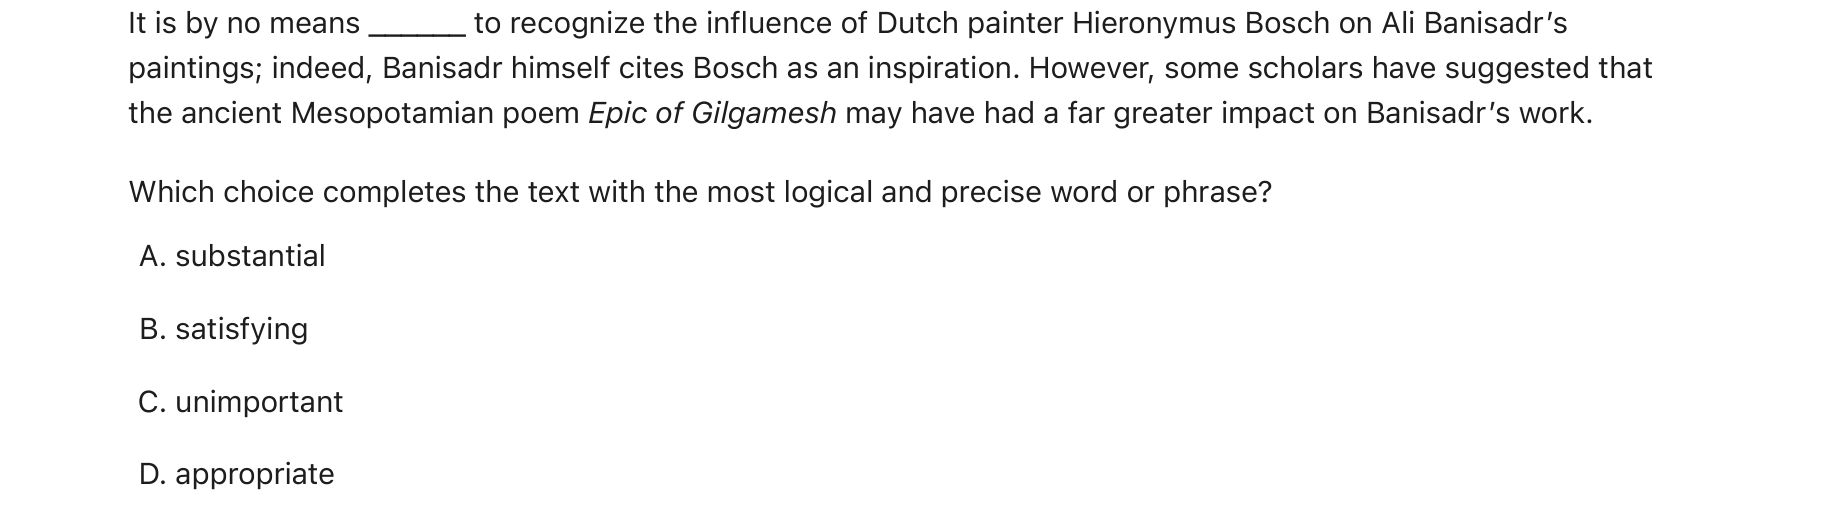 It is by no means ______ to recognize the influence of Dutch painter Hieronymus Bosch on Ali Banisadr’s
paintings; indeed, Banisadr himself cites Bosch as an inspiration. However, some scholars have suggested that
the ancient Mesopotamian poem Epic of Gilgamesh may have had a far greater impact on Banisadr’s work.
Which choice completes the text with the most logical and precise word or phrase?
A. substantial
B. satisfying
C. unimportant
D. appropriate